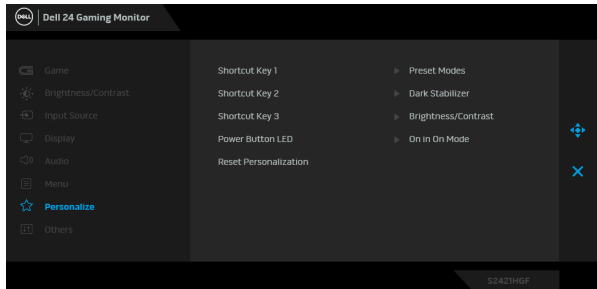 DELL Dell 24 Gaming Monitor
Game
Brightness/Contrast
Input Source
Display
Audio
Menu
Personalize
Others
Shortcut Key 1 Preset Modes
Shortcut Key 2 Dark Stabilizer
Shortcut Key 3 Brightness/Contrast
Power Button LED On in On Mode
Reset Personalization
S2421HGF